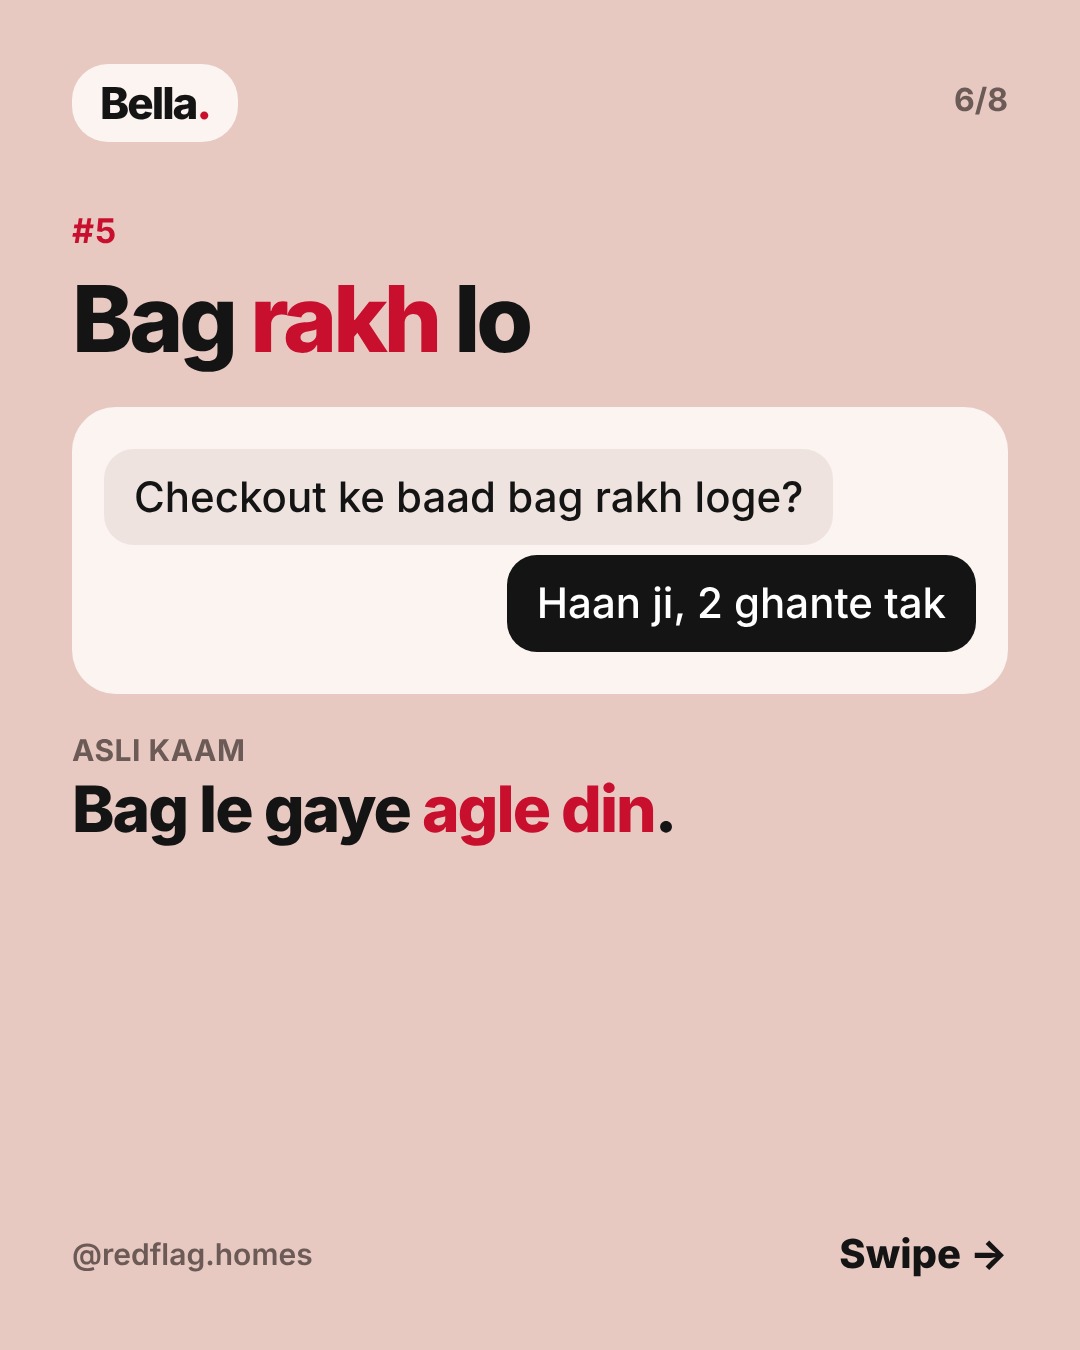 Bella.
6/8
#5
Bag rakh lo
Checkout ke baad bag rakh loge?
Haan ji, 2 ghante tak
ASLI KAAM
Bag le gaye agle din.
@redflag.homes
Swipe →